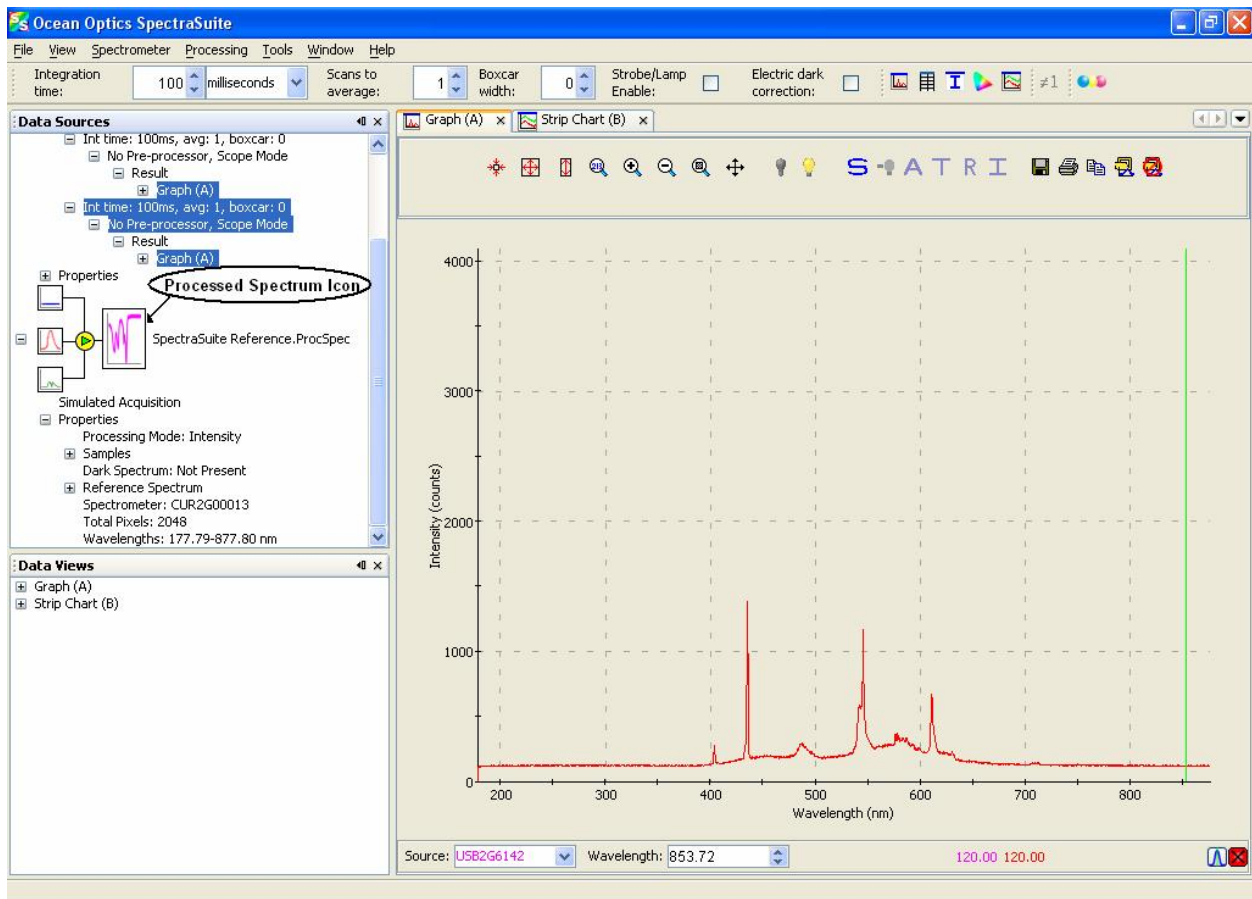 Ocean Optics SpectraSuite
File View Spectrometer Processing Tools Window Help
Integration time: 100 milliseconds Scans to average: 1 Boxcar width: 0 Strobe/Lamp Enable: Electric dark correction: ≠1
Data Sources
Int time: 100ms, avg: 1, boxcar: 0
No Pre-processor, Scope Mode
Result
Graph (A)
Int time: 100ms, avg: 1, boxcar: 0
No Pre-processor, Scope Mode
Result
Graph (A)
Properties
Processed Spectrum Icon
SpectraSuite Reference.ProcSpec
Simulated Acquisition
Properties
Processing Mode: Intensity
Samples
Dark Spectrum: Not Present
Reference Spectrum
Spectrometer: CUR2G00013
Total Pixels: 2048
Wavelengths: 177.79-877.80 nm
Data Views
Graph (A)
Strip Chart (B)
Graph (A) Strip Chart (B)
S A T R I
4000
3000
2000
1000
0
Intensity (counts)
200 300 400 500 600 700 800
Wavelength (nm)
Source: USB2G6142 Wavelength: 853.72 120.00 120.00